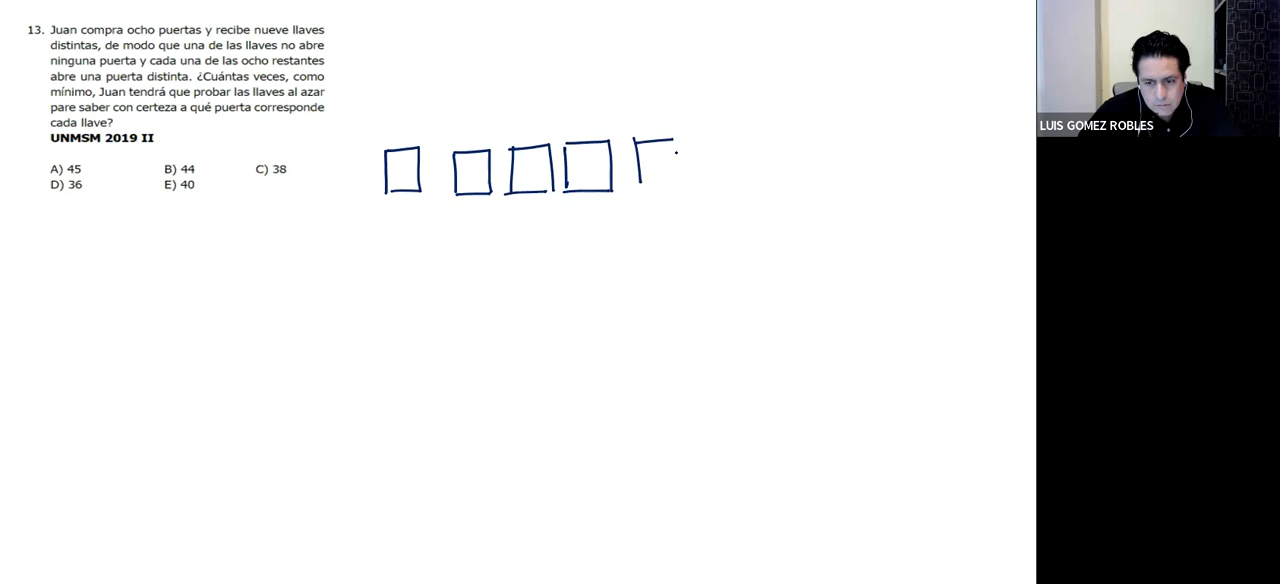 13. Juan compra ocho puertas y recibe nueve llaves
distintas, de modo que una de las llaves no abre
ninguna puerta y cada una de las ocho restantes
abre una puerta distinta. ¿Cuántas veces, como
mínimo, Juan tendrá que probar las llaves al azar
pare saber con certeza a qué puerta corresponde
cada llave?
UNMSM 2019 II
A) 45 B) 44 C) 38
D) 36 E) 40
LUIS GOMEZ ROBLES